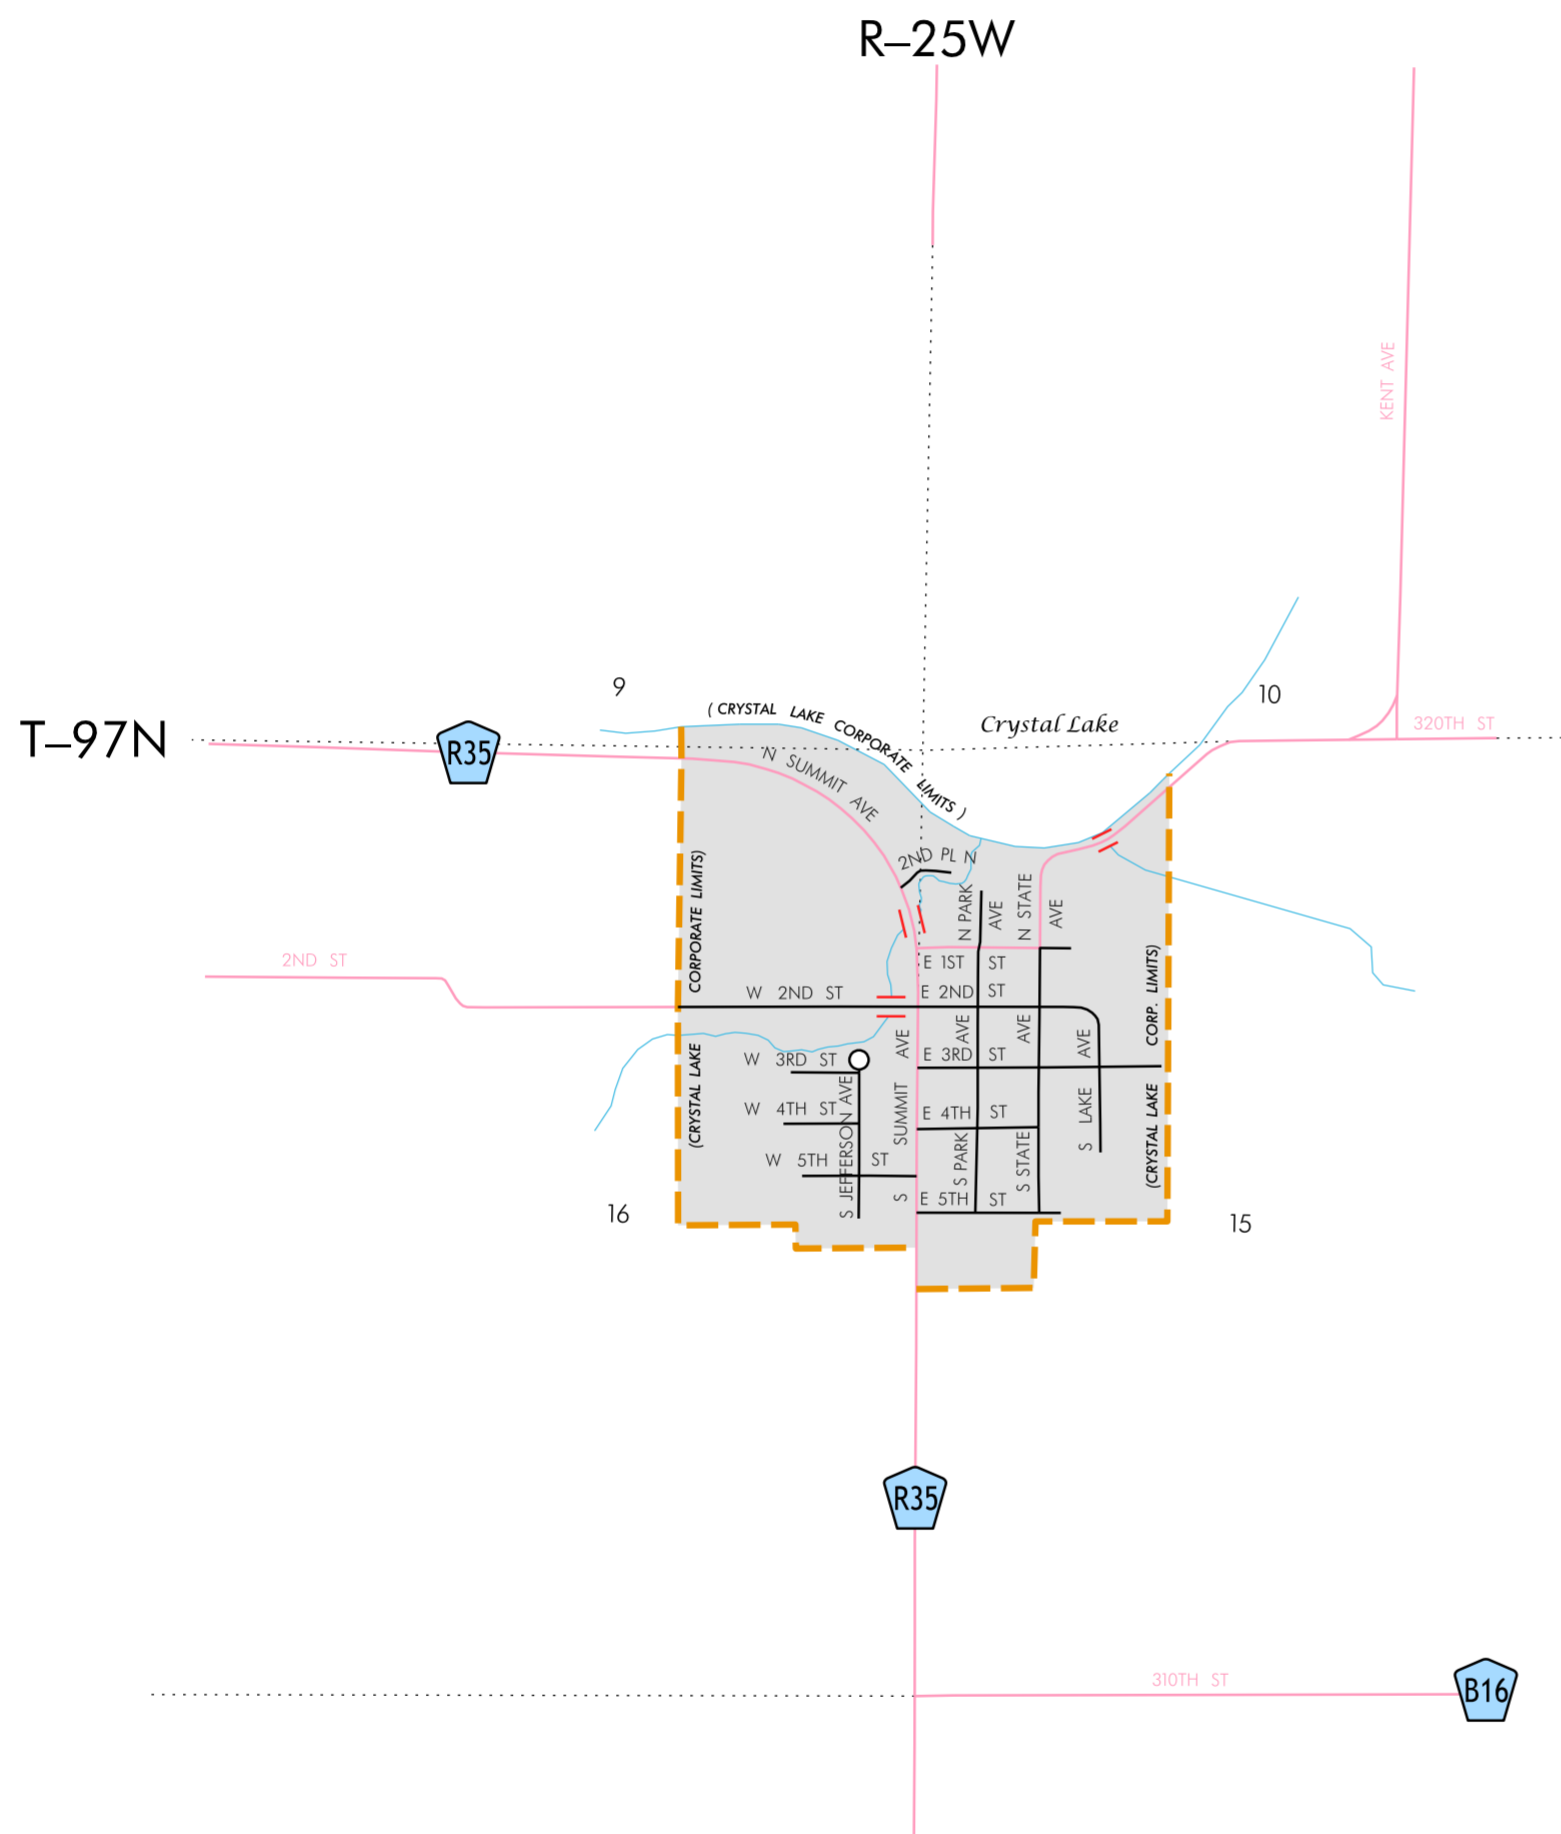 R–25W
KENT AVE
9
10
( CRYSTAL LAKE CORPORATE LIMITS )
Crystal Lake
320TH ST
T–97N
R35
N SUMMIT AVE
2ND PL N
N PARK AVE
N STATE AVE
CORPORATE LIMITS)
(CRYSTAL LAKE
CORP. LIMITS)
(CRYSTAL LAKE
2ND ST
E 1ST ST
W 2ND ST
E 2ND ST
W 3RD ST
E 3RD ST
W 4TH ST
E 4TH ST
W 5TH ST
E 5TH ST
S JEFFERSON AVE
S SUMMIT AVE
S PARK AVE
S STATE AVE
S LAKE AVE
16
15
R35
310TH ST
B16